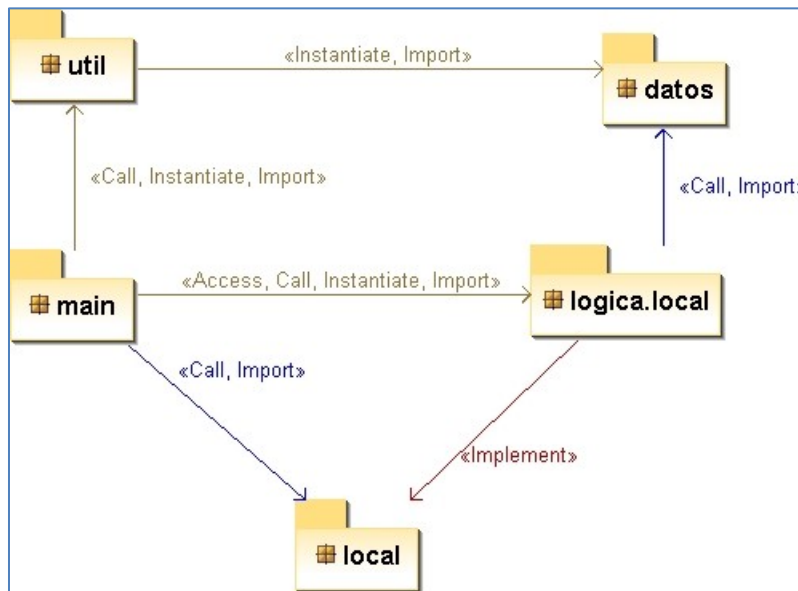 util
«Instantiate, Import»
datos
«Call, Instantiate, Import»
«Call, Import»
main
«Access, Call, Instantiate, Import»
logica.local
«Call, Import»
«Implement»
local